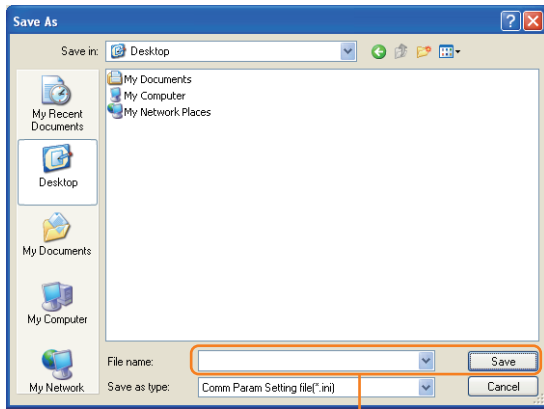 Save As
Save in: Desktop
My Recent Documents
Desktop
My Documents
My Computer
My Network
My Documents
My Computer
My Network Places
File name: Save
Save as type: Comm Param Setting file(*.ini) Cancel